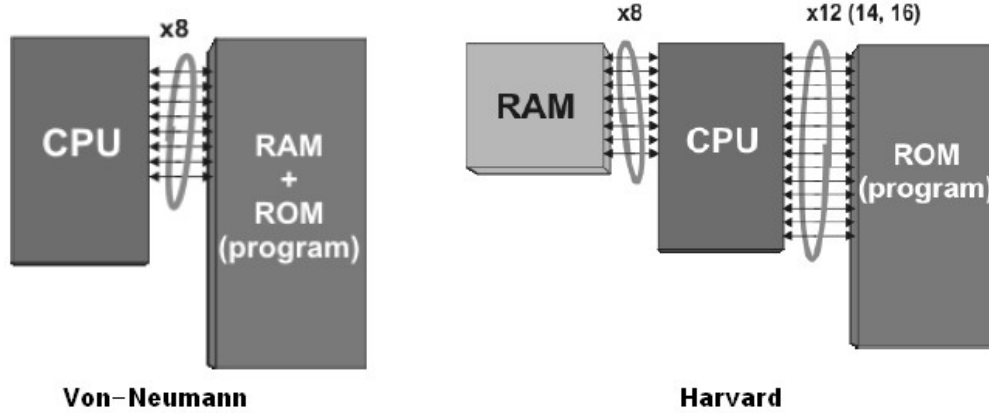 x8
CPU
RAM
+
ROM
(program)
Von-Neumann
x8
x12 (14, 16)
RAM
CPU
ROM
(program)
Harvard